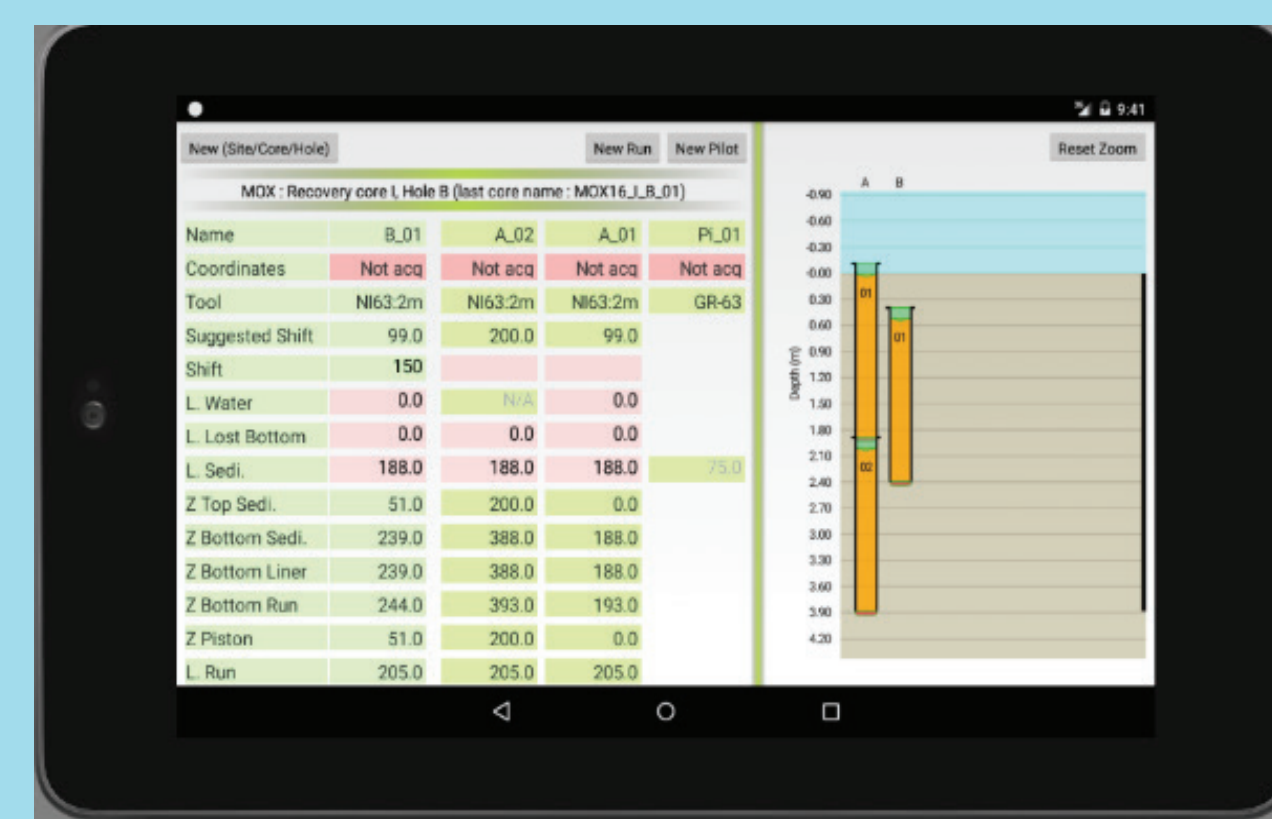 9:41
New (Site/Core/Hole) New Run New Pilot
MOX : Recovery core I, Hole B (last core name : MOX16_I_B_01)
Name B_01 A_02 A_01 Pi_01
Coordinates Not acq Not acq Not acq Not acq
Tool NI63:2m NI63:2m NI63:2m GR-63
Suggested Shift 99.0 200.0 99.0
Shift 150
L. Water 0.0 N/A 0.0
L. Lost Bottom 0.0 0.0 0.0
L. Sedi. 188.0 188.0 188.0 75.0
Z Top Sedi. 51.0 200.0 0.0
Z Bottom Sedi. 239.0 388.0 188.0
Z Bottom Liner 239.0 388.0 188.0
Z Bottom Run 244.0 393.0 193.0
Z Piston 51.0 200.0 0.0
L. Run 205.0 205.0 205.0
Reset Zoom
A B
Depth (m)
-0.90
-0.60
-0.30
-0.00
0.30
0.60
0.90
1.20
1.50
1.80
2.10
2.40
2.70
3.00
3.30
3.60
3.90
4.20
01
01
02